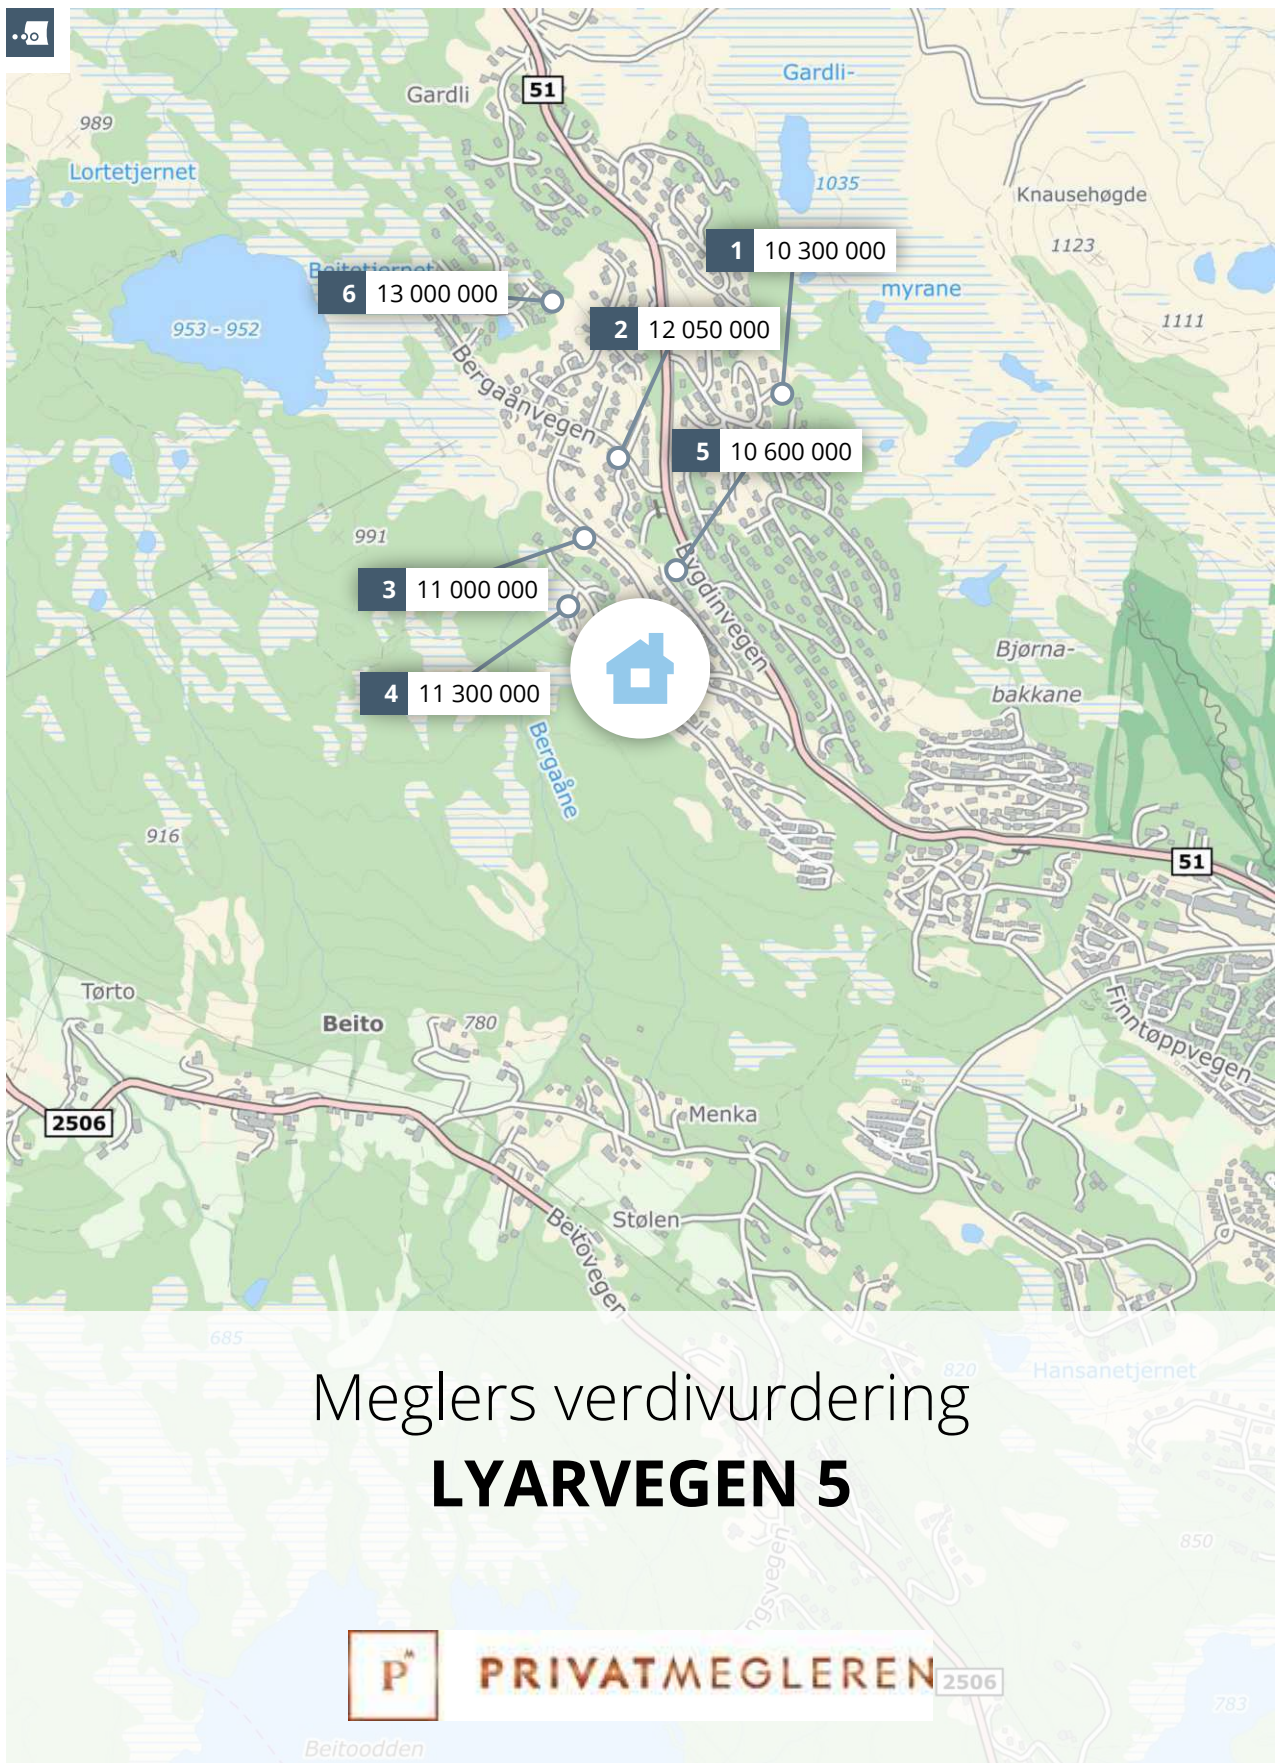 Gardli-
Gardli
51
989
Lortetjernet
1035
Knausehøgde
1 10 300 000
1123
Beitetjernet
6 13 000 000
myrane
2 12 050 000
953 - 952
1111
Bergaånvegen
5 10 600 000
991
Bygdinvegen
3 11 000 000
Bjørna-
bakkane
4 11 300 000
Bergaåne
916
51
Tørto
Beito
780
Finntøppvegen
2506
Menka
Stølen
Beitovegen
685
820
Hansanetjernet
Meglers verdivurdering
LYARVEGEN 5
850
P M PRIVATMEGLEREN
2506
783
Beitoodden